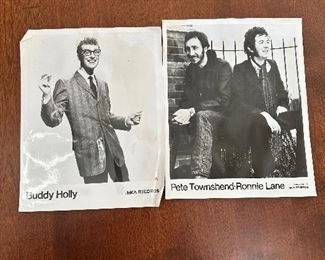 Buddy Holly
MCA RECORDS
Pete Townshend·Ronnie Lane